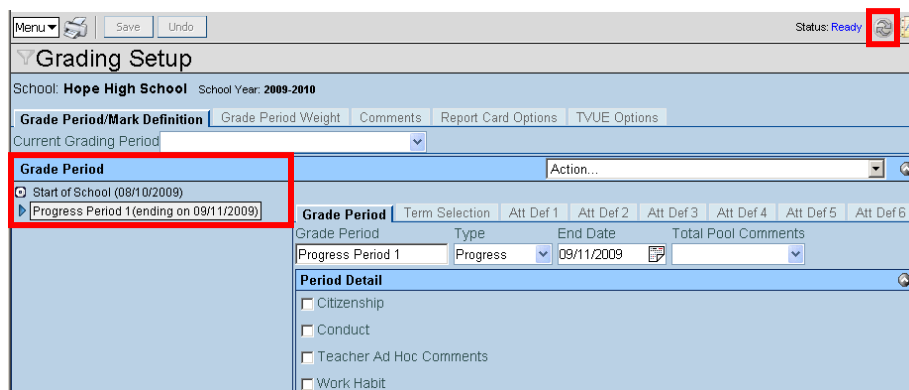 Menu Save Undo Status: Ready
Grading Setup
School: Hope High School School Year: 2009-2010
Grade Period/Mark Definition Grade Period Weight Comments Report Card Options TVUE Options
Current Grading Period
Grade Period Action...
Start of School (08/10/2009)
Progress Period 1(ending on 09/11/2009)
Grade Period Term Selection Att Def 1 Att Def 2 Att Def 3 Att Def 4 Att Def 5 Att Def 6
Grade Period Type End Date Total Pool Comments
Progress Period 1 Progress 09/11/2009
Period Detail
Citizenship
Conduct
Teacher Ad Hoc Comments
Work Habit